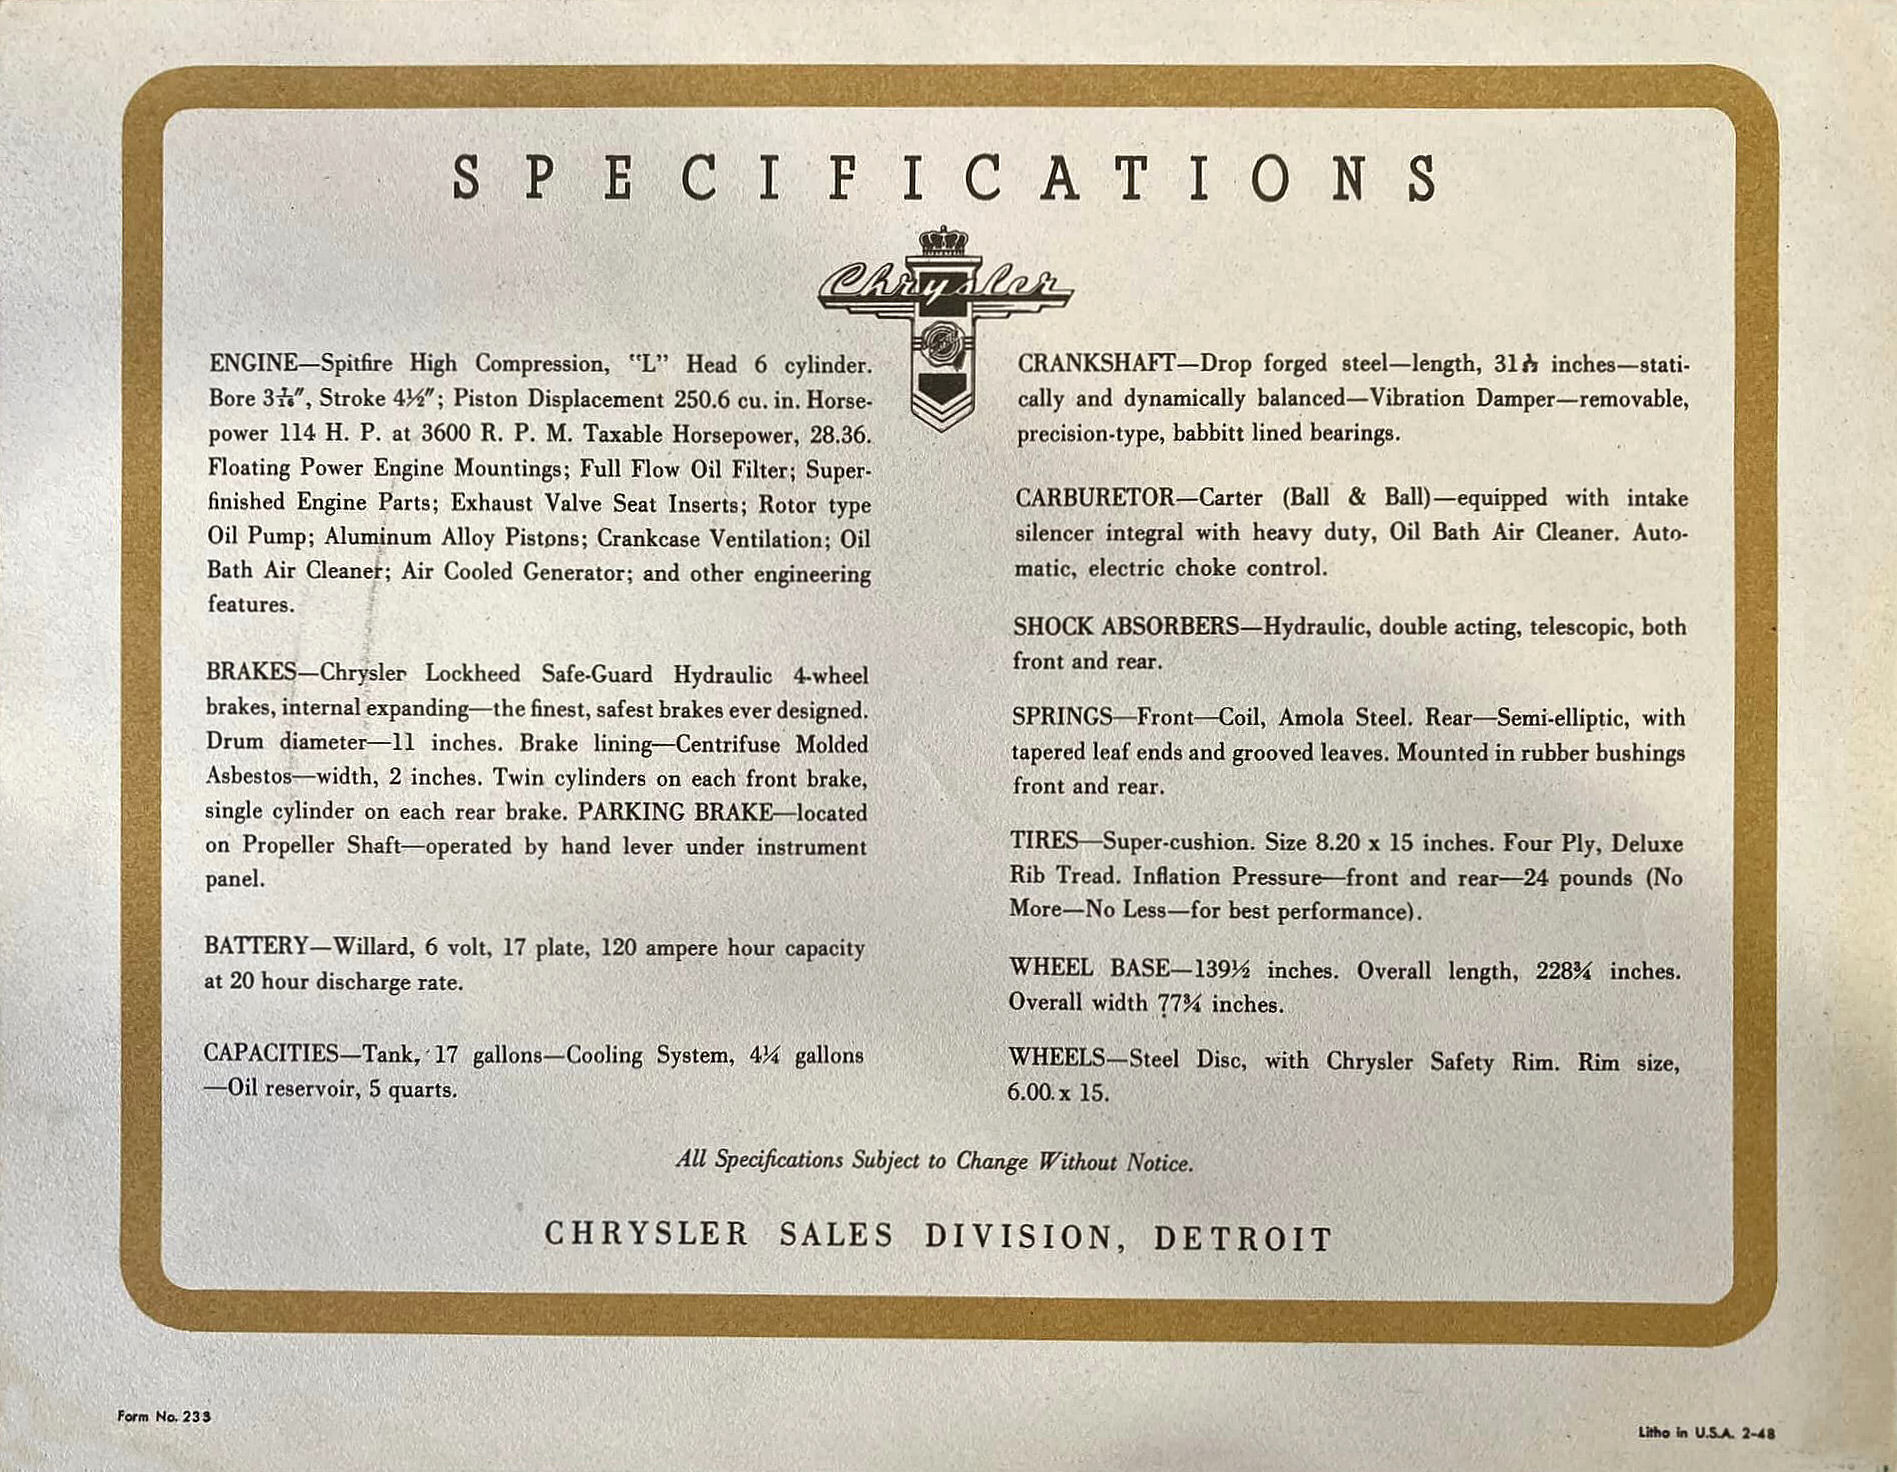 SPECIFICATIONS
Chrysler
ENGINE—Spitfire High Compression, "L" Head 6 cylinder.
Bore 3 7/16", Stroke 4½"; Piston Displacement 250.6 cu. in. Horse-
power 114 H. P. at 3600 R. P. M. Taxable Horsepower, 28.36.
Floating Power Engine Mountings; Full Flow Oil Filter; Super-
finished Engine Parts; Exhaust Valve Seat Inserts; Rotor type
Oil Pump; Aluminum Alloy Pistons; Crankcase Ventilation; Oil
Bath Air Cleaner; Air Cooled Generator; and other engineering
features.
BRAKES—Chrysler Lockheed Safe-Guard Hydraulic 4-wheel
brakes, internal expanding—the finest, safest brakes ever designed.
Drum diameter—11 inches. Brake lining—Centrifuse Molded
Asbestos—width, 2 inches. Twin cylinders on each front brake,
single cylinder on each rear brake. PARKING BRAKE—located
on Propeller Shaft—operated by hand lever under instrument
panel.
BATTERY—Willard, 6 volt, 17 plate, 120 ampere hour capacity
at 20 hour discharge rate.
CAPACITIES—Tank, 17 gallons—Cooling System, 4¼ gallons
—Oil reservoir, 5 quarts.
CRANKSHAFT—Drop forged steel—length, inches—stati-
cally and dynamically balanced—Vibration Damper—removable,
precision-type, babbitt lined bearings.
CARBURETOR—Carter (Ball & Ball)—equipped with intake
silencer integral with heavy duty, Oil Bath Air Cleaner. Auto-
matic, electric choke control.
SHOCK ABSORBERS—Hydraulic, double acting, telescopic, both
front and rear.
SPRINGS—Front—Coil, Amola Steel. Rear—Semi-elliptic, with
tapered leaf ends and grooved leaves. Mounted in rubber bushings
front and rear.
TIRES—Super-cushion. Size 8.20 x 15 inches. Four Ply, Deluxe
Rib Tread. Inflation Pressure—front and rear—24 pounds (No
More—No Less—for best performance).
WHEEL BASE—139½ inches. Overall length, 228¾ inches.
Overall width 77¾ inches.
WHEELS—Steel Disc, with Chrysler Safety Rim. Rim size,
6.00 x 15.
All Specifications Subject to Change Without Notice.
CHRYSLER SALES DIVISION, DETROIT
Form No. 233
Litho in U.S.A. 2-48